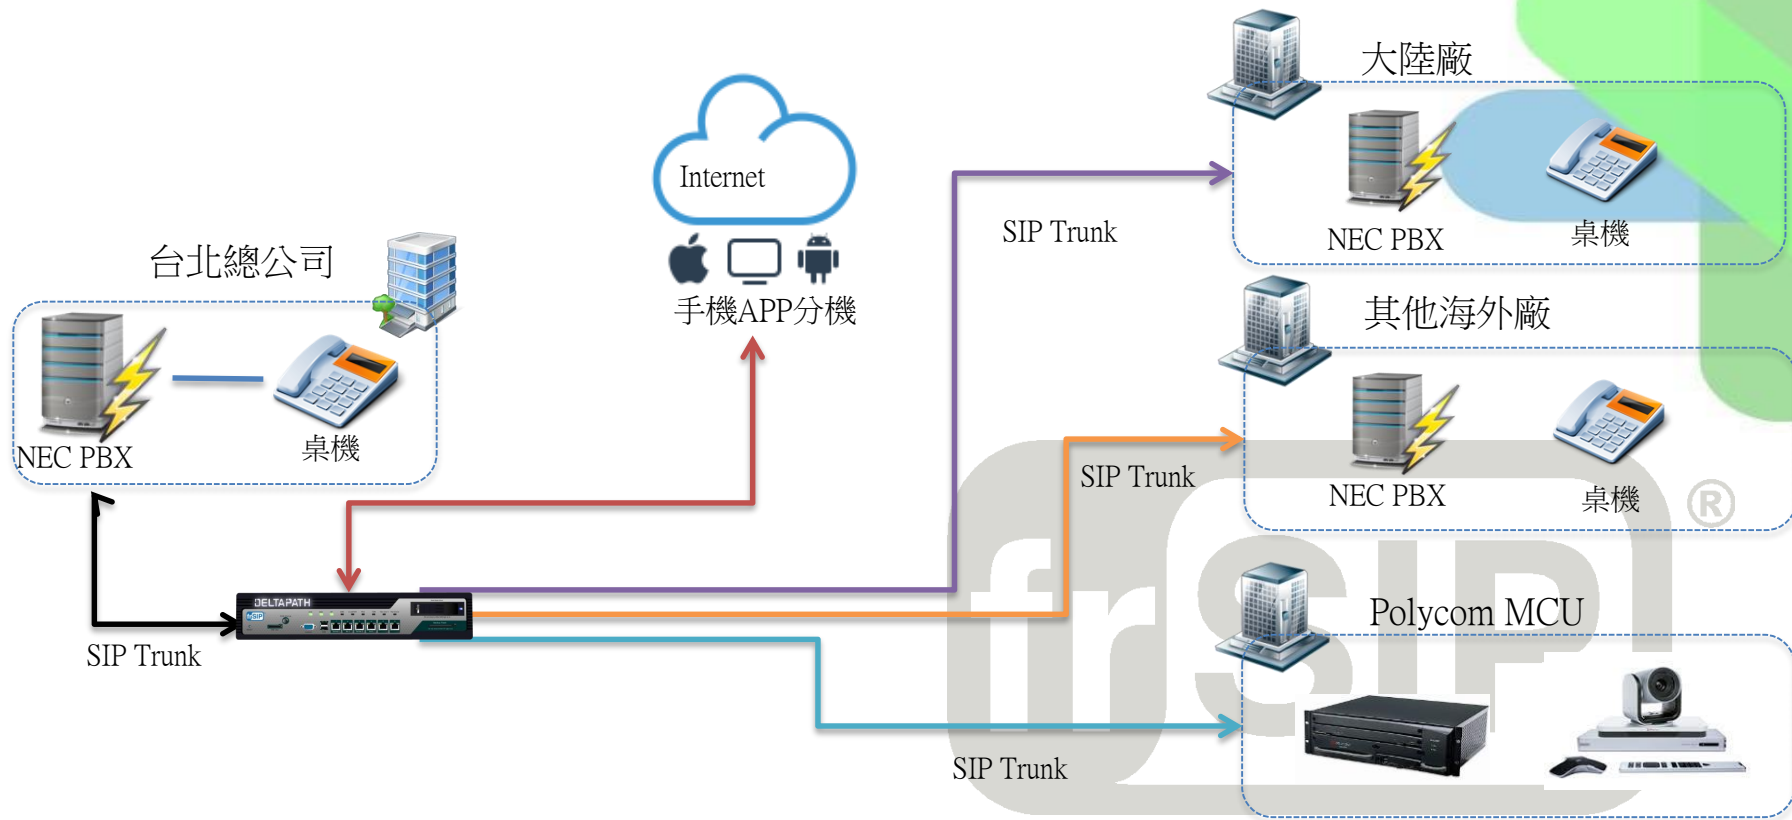 大陸廠
Internet
SIP Trunk
NEC PBX
桌機
台北總公司
手機APP分機
其他海外廠
NEC PBX
桌機
SIP Trunk
NEC PBX
桌機
®
frSIP
DELTAPATH
frSIP
Polycom MCU
SIP Trunk
SIP Trunk